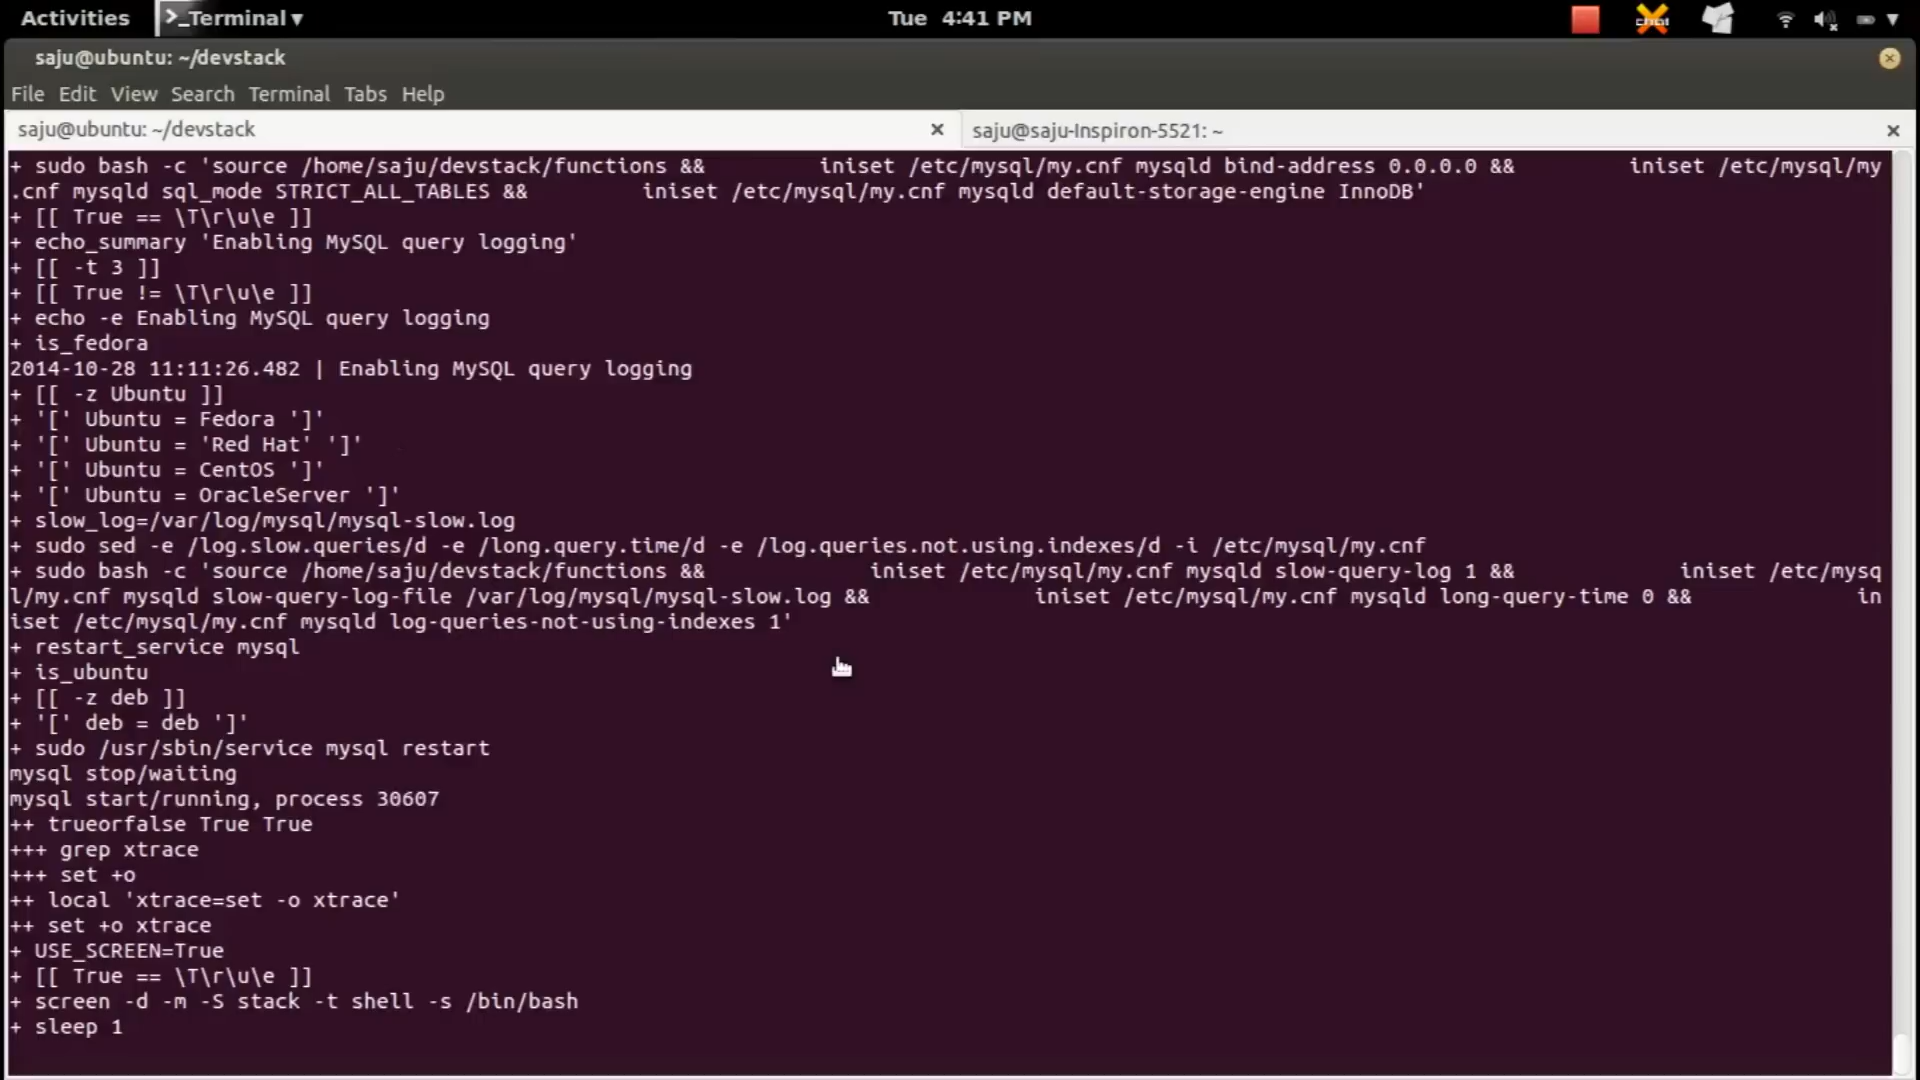 Activities >_Terminal ▾ Tue 4:41 PM chat ▾
saju@ubuntu: ~/devstack
File Edit View Search Terminal Tabs Help
saju@ubuntu: ~/devstack × saju@saju-Inspiron-5521: ~ ×
+ sudo bash -c 'source /home/saju/devstack/functions &&         iniset /etc/mysql/my.cnf mysqld bind-address 0.0.0.0 &&         iniset /etc/mysql/my
.cnf mysqld sql_mode STRICT_ALL_TABLES &&         iniset /etc/mysql/my.cnf mysqld default-storage-engine InnoDB'
+ [[ True == \T\r\u\e ]]
+ echo_summary 'Enabling MySQL query logging'
+ [[ -t 3 ]]
+ [[ True != \T\r\u\e ]]
+ echo -e Enabling MySQL query logging
+ is_fedora
2014-10-28 11:11:26.482 | Enabling MySQL query logging
+ [[ -z Ubuntu ]]
+ '[' Ubuntu = Fedora ']'
+ '[' Ubuntu = 'Red Hat' ']'
+ '[' Ubuntu = CentOS ']'
+ '[' Ubuntu = OracleServer ']'
+ slow_log=/var/log/mysql/mysql-slow.log
+ sudo sed -e /log.slow.queries/d -e /long.query.time/d -e /log.queries.not.using.indexes/d -i /etc/mysql/my.cnf
+ sudo bash -c 'source /home/saju/devstack/functions &&             iniset /etc/mysql/my.cnf mysqld slow-query-log 1 &&             iniset /etc/mysq
l/my.cnf mysqld slow-query-log-file /var/log/mysql/mysql-slow.log &&             iniset /etc/mysql/my.cnf mysqld long-query-time 0 &&             in
iset /etc/mysql/my.cnf mysqld log-queries-not-using-indexes 1'
+ restart_service mysql
+ is_ubuntu
+ [[ -z deb ]]
+ '[' deb = deb ']'
+ sudo /usr/sbin/service mysql restart
mysql stop/waiting
mysql start/running, process 30607
++ trueorfalse True True
+++ grep xtrace
+++ set +o
++ local 'xtrace=set -o xtrace'
++ set +o xtrace
+ USE_SCREEN=True
+ [[ True == \T\r\u\e ]]
+ screen -d -m -S stack -t shell -s /bin/bash
+ sleep 1